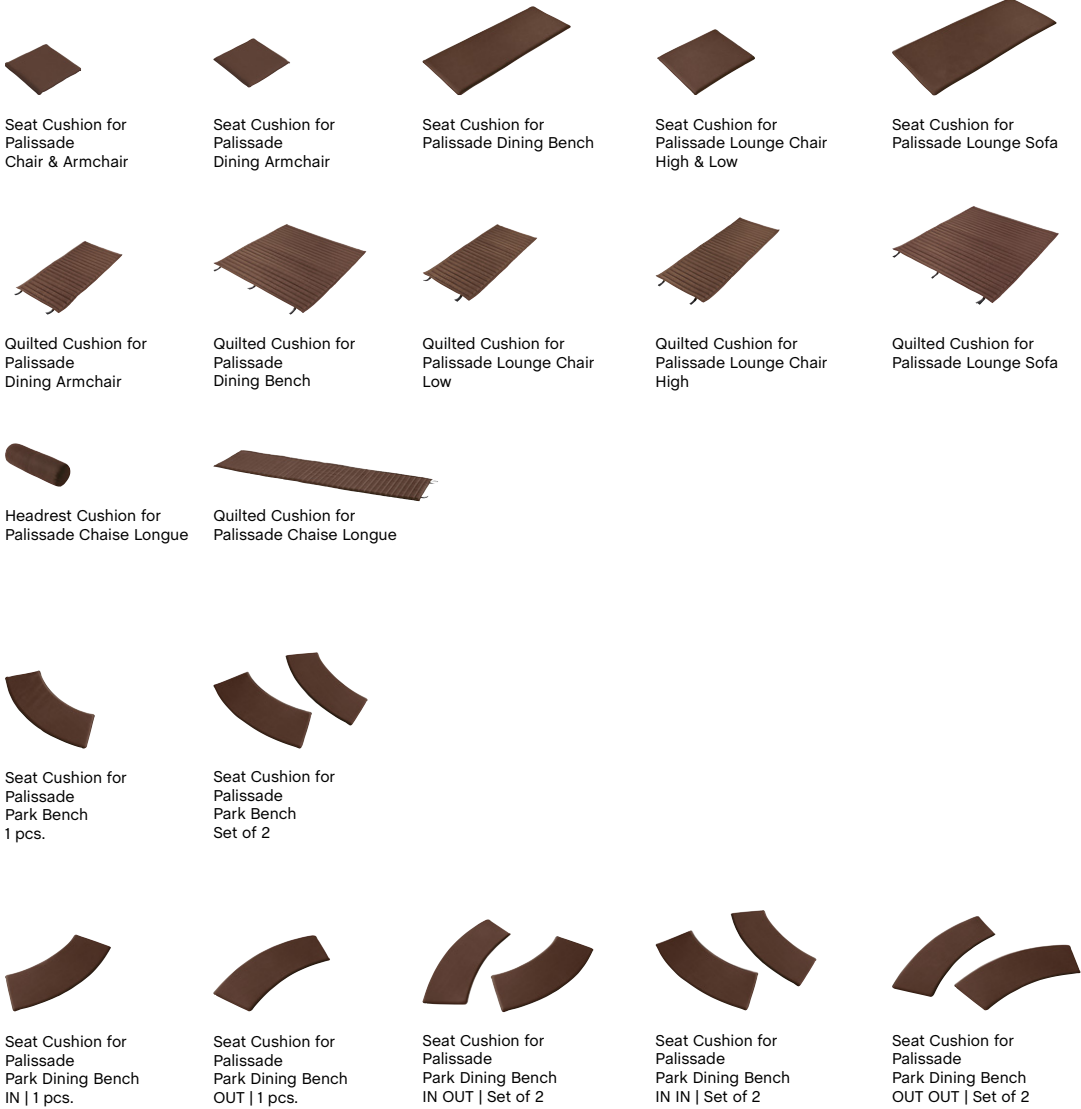 Seat Cushion for
Palissade
Chair & Armchair
Seat Cushion for
Palissade
Dining Armchair
Seat Cushion for
Palissade Dining Bench
Seat Cushion for
Palissade Lounge Chair
High & Low
Seat Cushion for
Palissade Lounge Sofa
Quilted Cushion for
Palissade
Dining Armchair
Quilted Cushion for
Palissade
Dining Bench
Quilted Cushion for
Palissade Lounge Chair
Low
Quilted Cushion for
Palissade Lounge Chair
High
Quilted Cushion for
Palissade Lounge Sofa
Headrest Cushion for
Palissade Chaise Longue
Quilted Cushion for
Palissade Chaise Longue
Seat Cushion for
Palissade
Park Bench
1 pcs.
Seat Cushion for
Palissade
Park Bench
Set of 2
Seat Cushion for
Palissade
Park Dining Bench
IN | 1 pcs.
Seat Cushion for
Palissade
Park Dining Bench
OUT | 1 pcs.
Seat Cushion for
Palissade
Park Dining Bench
IN OUT | Set of 2
Seat Cushion for
Palissade
Park Dining Bench
IN IN | Set of 2
Seat Cushion for
Palissade
Park Dining Bench
OUT OUT | Set of 2